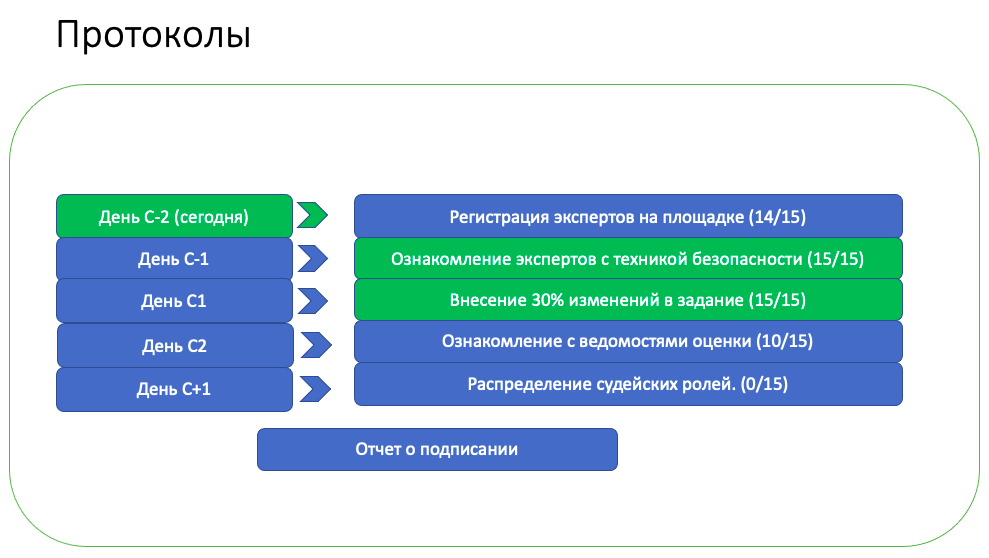 Протоколы
День С-2 (сегодня)
Регистрация экспертов на площадке (14/15)
День С-1
Ознакомление экспертов с техникой безопасности (15/15)
День С1
Внесение 30% изменений в задание (15/15)
День С2
Ознакомление с ведомостями оценки (10/15)
День С+1
Распределение судейских ролей. (0/15)
Отчет о подписании